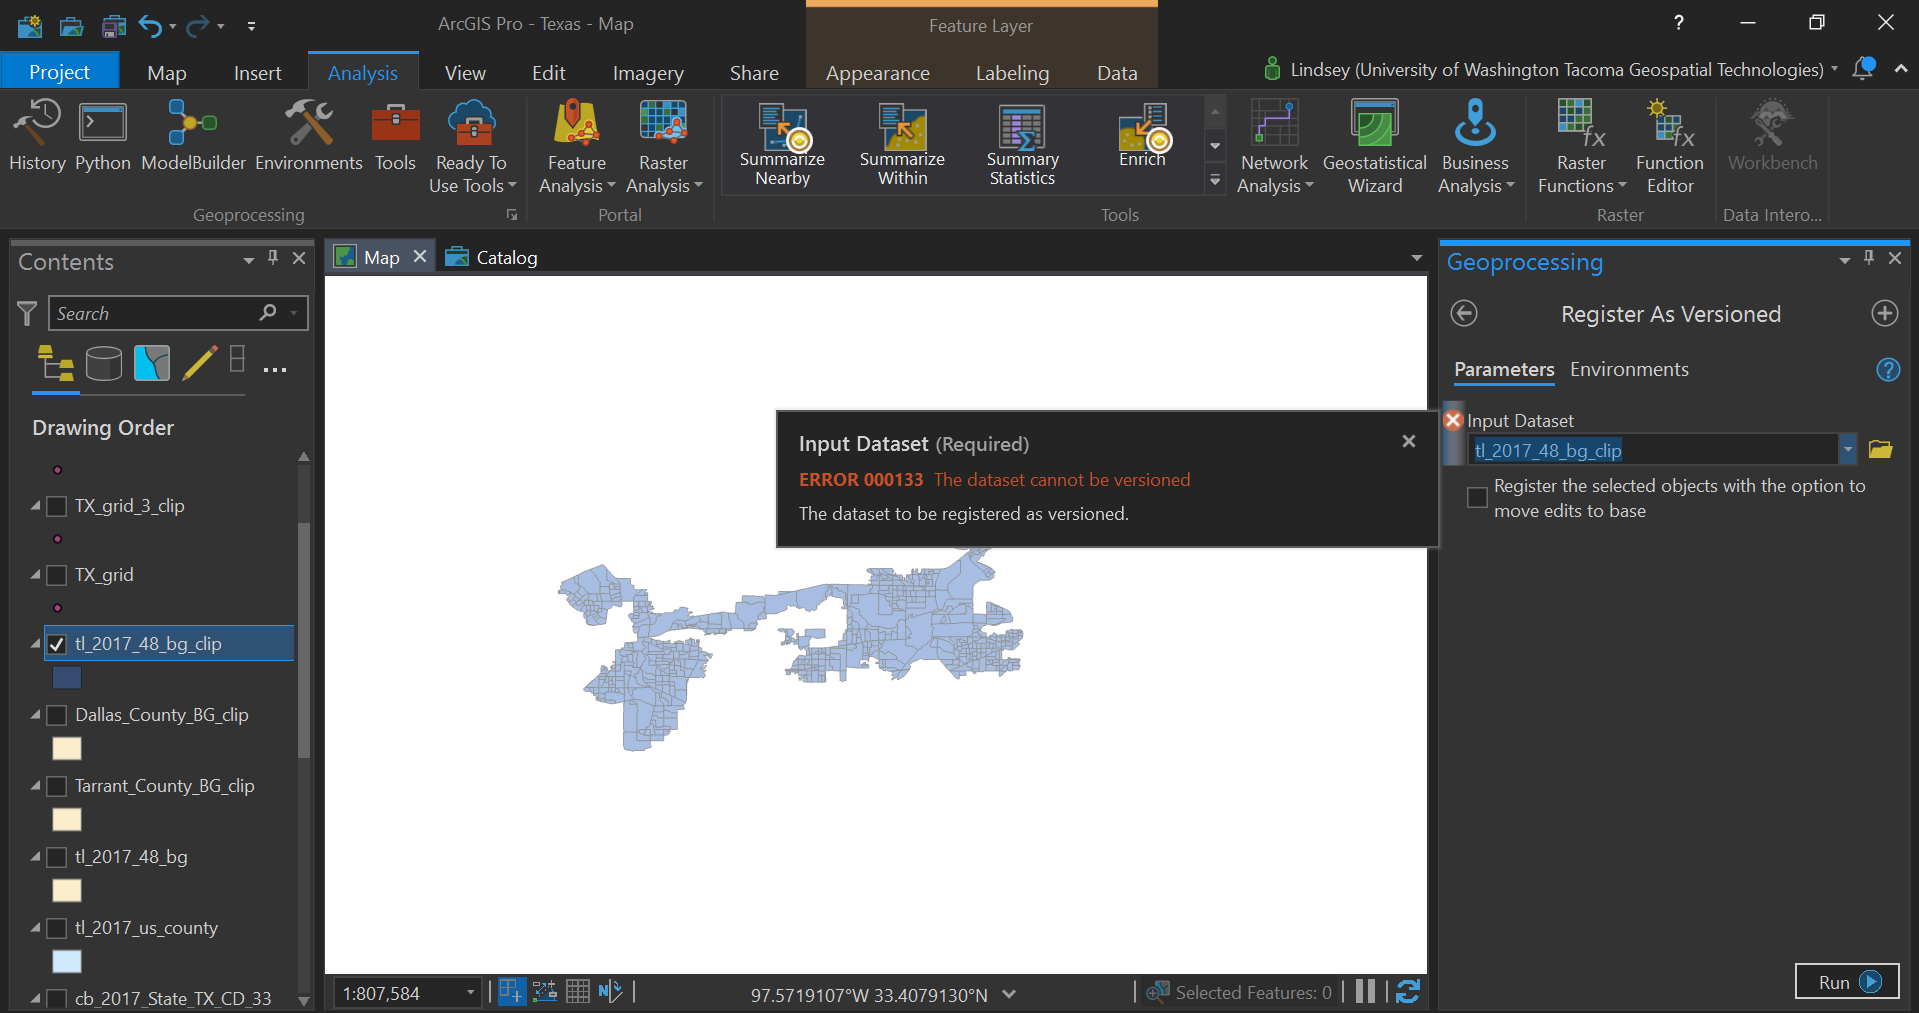 ArcGIS Pro - Texas - Map
Feature Layer
?
Project
Map
Insert
Analysis
View
Edit
Imagery
Share
Appearance
Labeling
Data
Lindsey (University of Washington Tacoma Geospatial Technologies)
History
Python
ModelBuilder
Environments
Tools
Ready To
Use Tools
Feature
Analysis
Raster
Analysis
Summarize
Nearby
Summarize
Within
Summary
Statistics
Enrich
Network
Analysis
Geostatistical
Wizard
Business
Analysis
Raster
Functions
Function
Editor
Workbench
Geoprocessing
Portal
Tools
Raster
Data Intero...
Contents
Search
Drawing Order
TX_grid_3_clip
TX_grid
tl_2017_48_bg_clip
Dallas_County_BG_clip
Tarrant_County_BG_clip
tl_2017_48_bg
tl_2017_us_county
cb_2017_State_TX_CD_33
Map
Catalog
Input Dataset (Required)
ERROR 000133 The dataset cannot be versioned
The dataset to be registered as versioned.
1:807,584
97.5719107°W 33.4079130°N
Selected Features: 0
Geoprocessing
Register As Versioned
Parameters
Environments
?
Input Dataset
tl_2017_48_bg_clip
Register the selected objects with the option to
move edits to base
Run